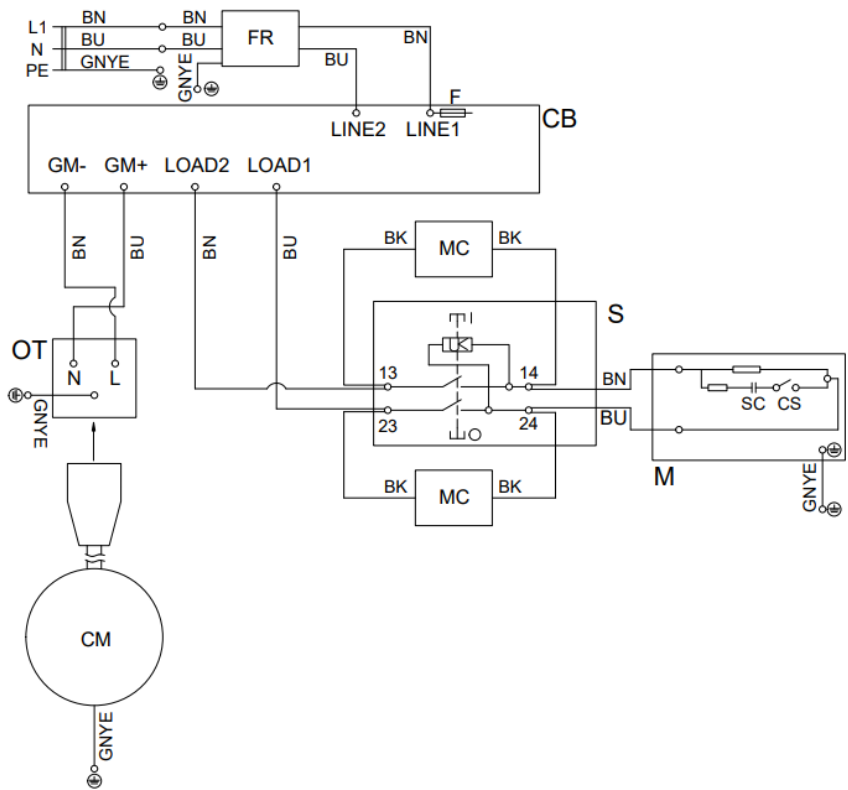 L1 BN BN
N BU BU
PE GNYE
FR
GNYE
BN
BU
F
LINE2 LINE1
CB
GM- GM+ LOAD2 LOAD1
BN BU BN BU
BK MC BK
S
I
OT
N L
GNYE
13 14
23 24
O
BN
BU
SC CS
M
GNYE
BK MC BK
CM
GNYE